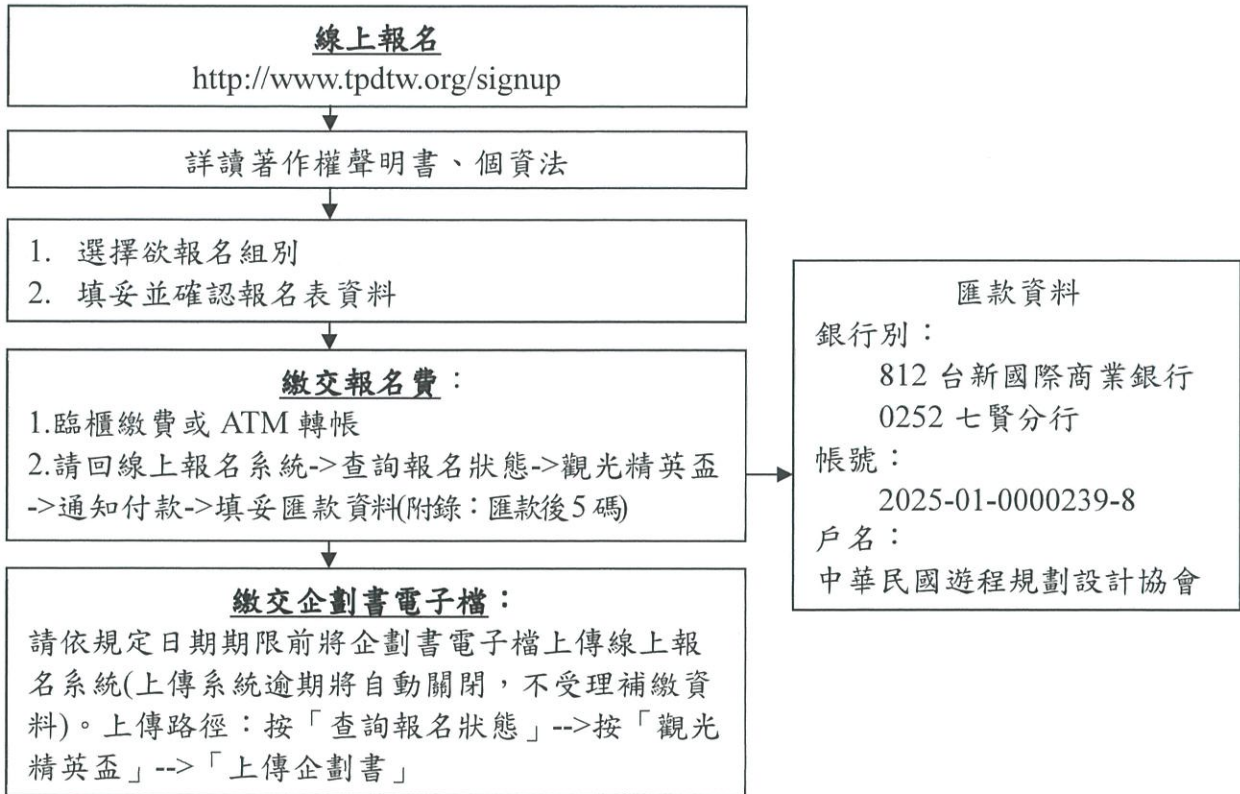 線上報名
http://www.tpdtw.org/signup
詳讀著作權聲明書、個資法
1. 選擇欲報名組別
2. 填妥並確認報名表資料
繳交報名費：
1.臨櫃繳費或 ATM 轉帳
2.請回線上報名系統->查詢報名狀態->觀光精英盃
->通知付款->填妥匯款資料(附錄：匯款後5碼)
匯款資料
銀行別：
812 台新國際商業銀行
0252 七賢分行
帳號：
2025-01-0000239-8
戶名：
中華民國遊程規劃設計協會
繳交企劃書電子檔：
請依規定日期期限前將企劃書電子檔上傳線上報
名系統(上傳系統逾期將自動關閉，不受理補繳資
料)。上傳路徑：按「查詢報名狀態」-->按「觀光
精英盃」-->「上傳企劃書」